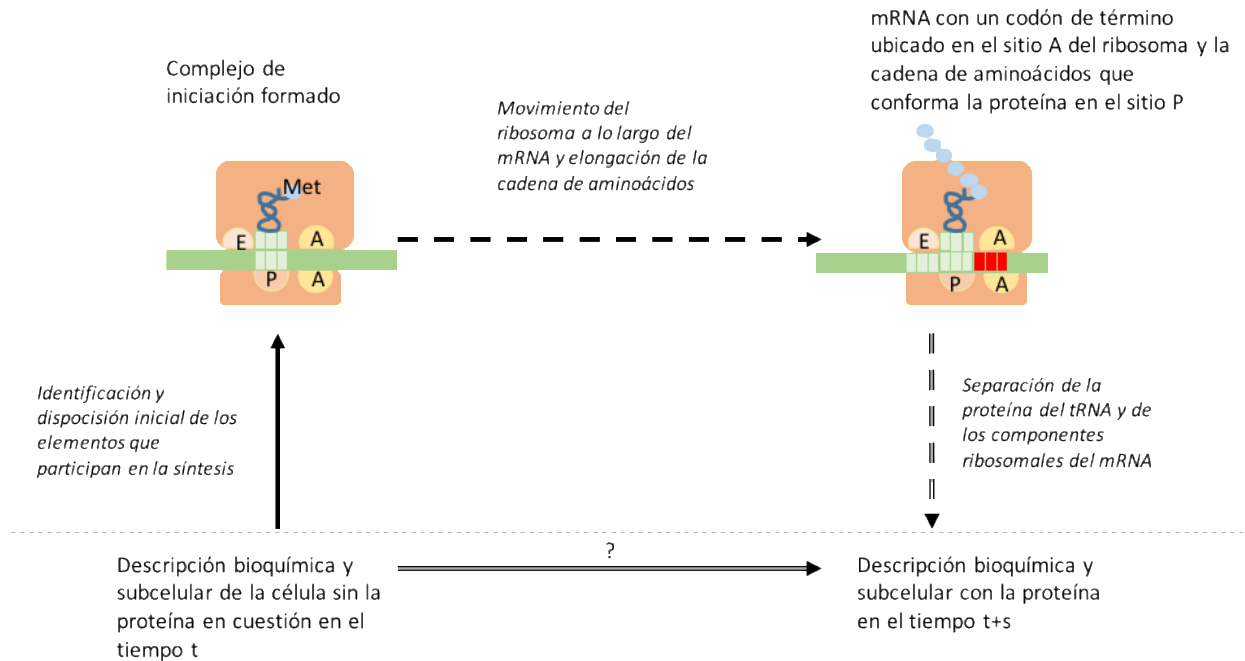 Complejo de
iniciación formado
Movimiento del
ribosoma a lo largo del
mRNA y elongación de la
cadena de aminoácidos
mRNA con un codón de término
ubicado en el sitio A del ribosoma y la
cadena de aminoácidos que
conforma la proteína en el sitio P
Met
E
A
P
A
E
A
P
A
Identificación y
dispocisión inicial de los
elementos que
participan en la síntesis
Separación de la
proteína del tRNA y de
los componentes
ribosomales del mRNA
Descripción bioquímica y
subcelular de la célula sin la
proteína en cuestión en el
tiempo t
?
Descripción bioquímica y
subcelular con la proteína
en el tiempo t+s